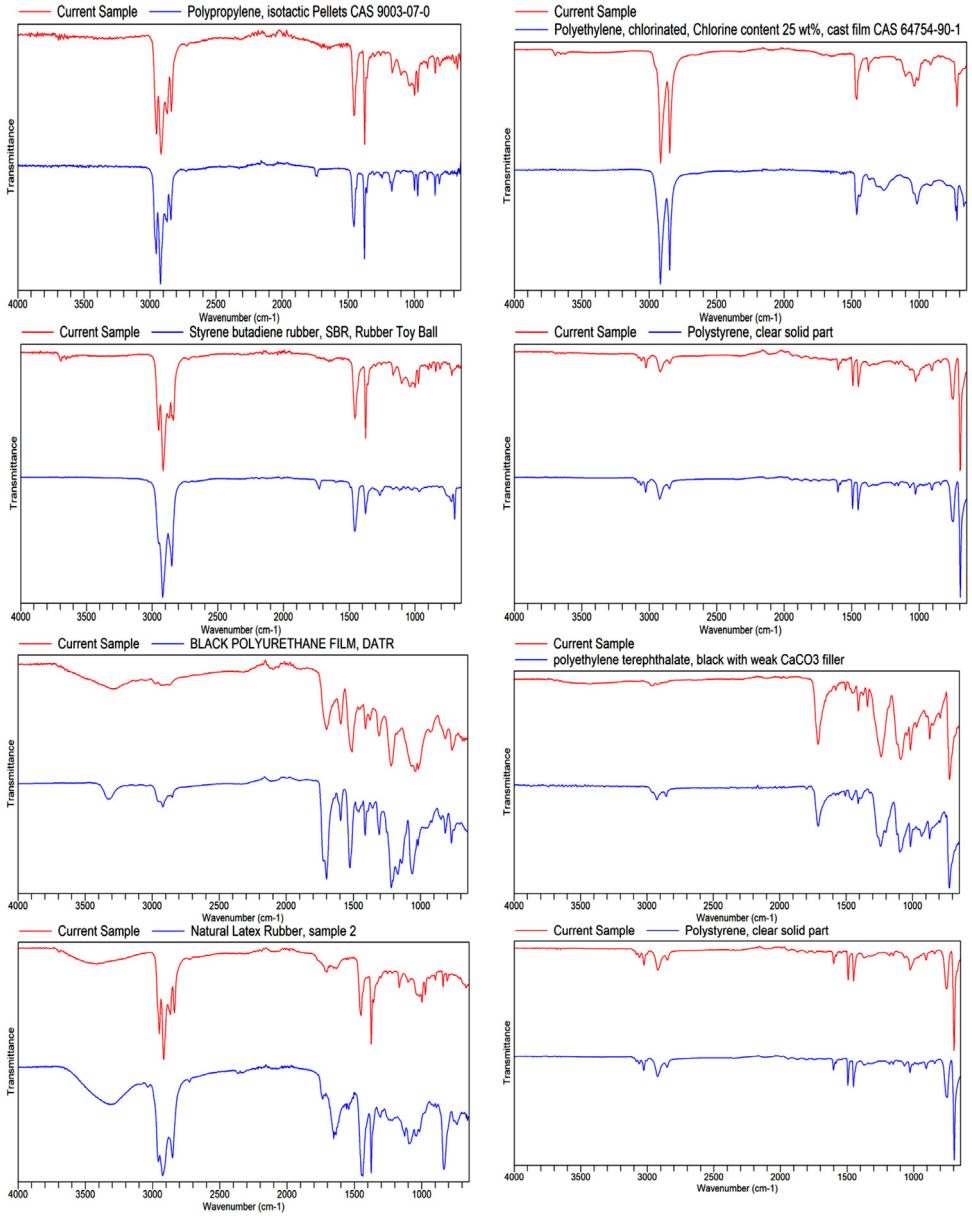 Current Sample Polypropylene, isotactic Pellets CAS 9003-07-0
Transmittance
4000 3000 2000 1000
Wavenumber (cm-1)
Current Sample
Polyethylene, chlorinated, Chlorine content 25 wt%, cast film CAS 64754-90-1
Transmittance
4000 3000 2000 1000
Wavenumber (cm-1)
Current Sample Styrene butadiene rubber, SBR, Rubber Toy Ball
Transmittance
4000 3500 3000 2500 2000 1500 1000
Wavenumber (cm-1)
Current Sample Polystyrene, clear solid part
Transmittance
4000 3500 3000 2500 2000 1500 1000
Wavenumber (cm-1)
Current Sample BLACK POLYURETHANE FILM, DATR
Transmittance
4000 3500 3000 2500 2000 1500 1000
Wavenumber (cm-1)
Current Sample
polyethylene terephthalate, black with weak CaCO3 filler
Transmittance
4000 3500 3000 2500 2000 1500 1000
Wavenumber (cm-1)
Current Sample Natural Latex Rubber, sample 2
Transmittance
4000 3500 3000 2500 2000 1500 1000
Wavenumber (cm-1)
Current Sample Polystyrene, clear solid part
Transmittance
4000 3500 3000 2500 2000 1500 1000
Wavenumber (cm-1)